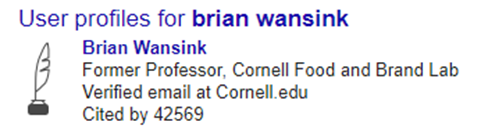 User profiles for brian wansink
Brian Wansink
Former Professor, Cornell Food and Brand Lab
Verified email at Cornell.edu
Cited by 42569